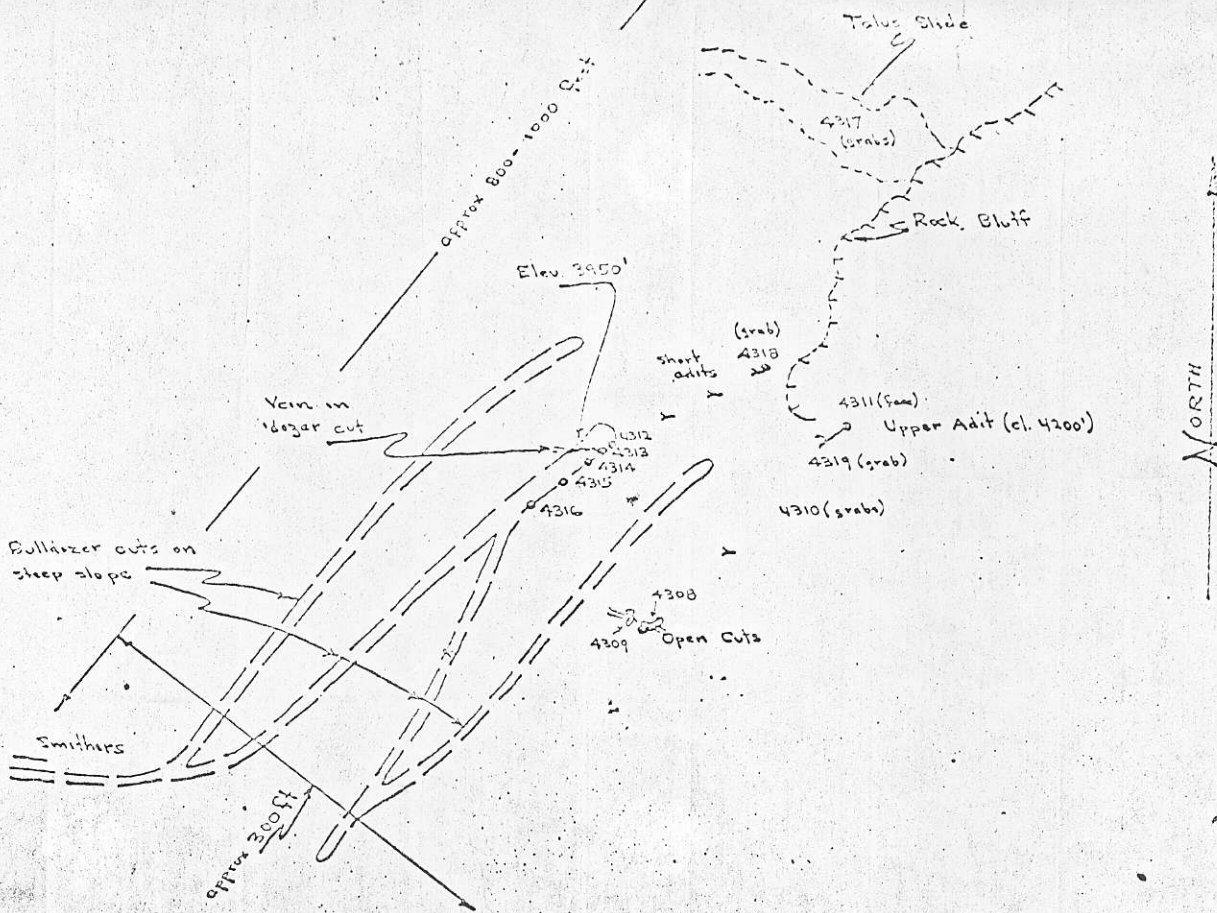 Talus Slide
approx 800-1000 feet
4317
(grabs)
Rock Bluff
Elev. 3950'
(grab)
4318
short
adits
NORTH
Vein in
'dozer cut
4311 (face)
Upper Adit (el. 4200')
4312
4313
4314
4319 (grab)
4315
4316
4310 (grabs)
Bulldozer cuts on
steep slope
4308
4309
Open Cuts
Smithers
approx 300 ft